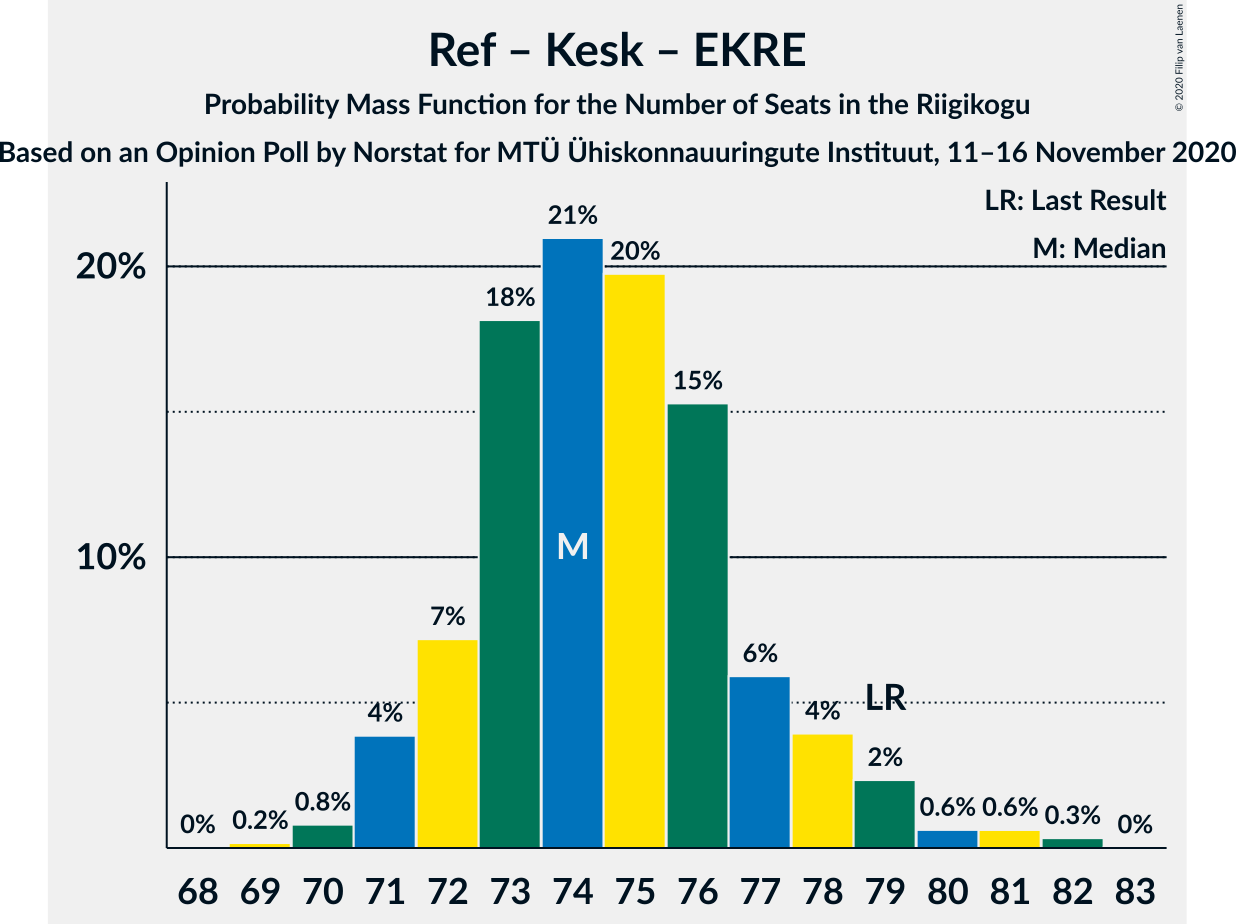 Ref – Kesk – EKRE
Probability Mass Function for the Number of Seats in the Riigikogu
Based on an Opinion Poll by Norstat for MTÜ Ühiskonnauuringute Instituut, 11–16 November 2020
© 2020 Filip van Laenen
LR: Last Result
M: Median
20%
10%
0%
0.2%
0.8%
4%
7%
18%
21%
20%
15%
6%
4%
2%
0.6%
0.6%
0.3%
0%
M
LR
68 69 70 71 72 73 74 75 76 77 78 79 80 81 82 83